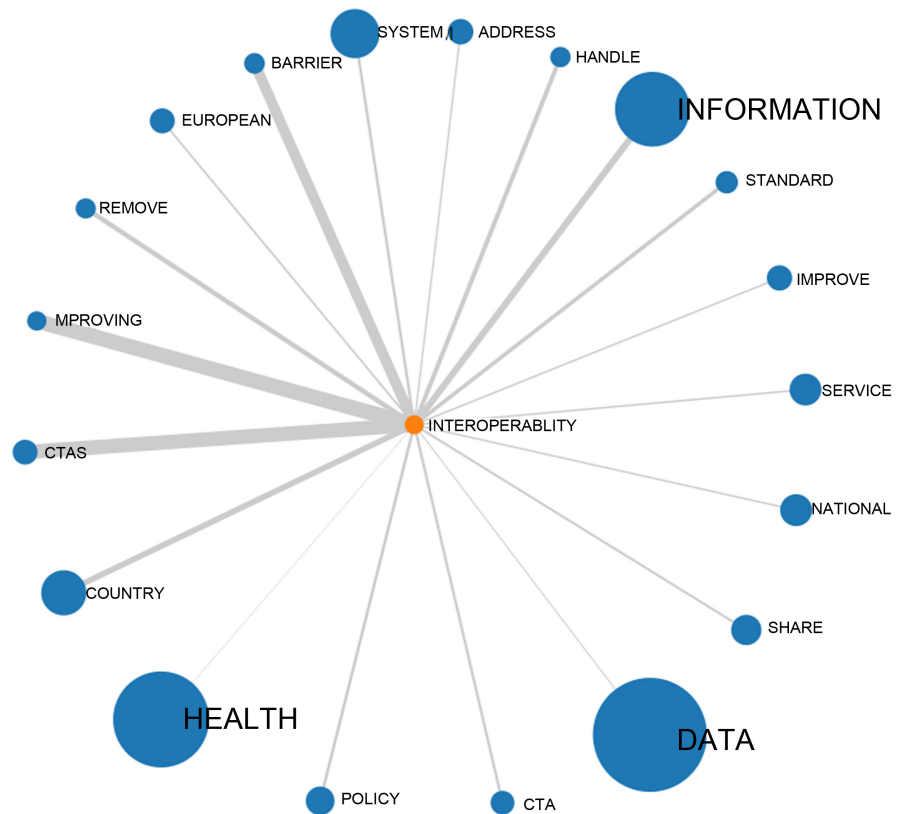 SYSTEM/
ADDRESS
BARRIER
HANDLE
INFORMATION
EUROPEAN
STANDARD
REMOVE
IMPROVE
MPROVING
SERVICE
INTEROPERABLITY
CTAS
NATIONAL
COUNTRY
SHARE
HEALTH
DATA
POLICY
CTA